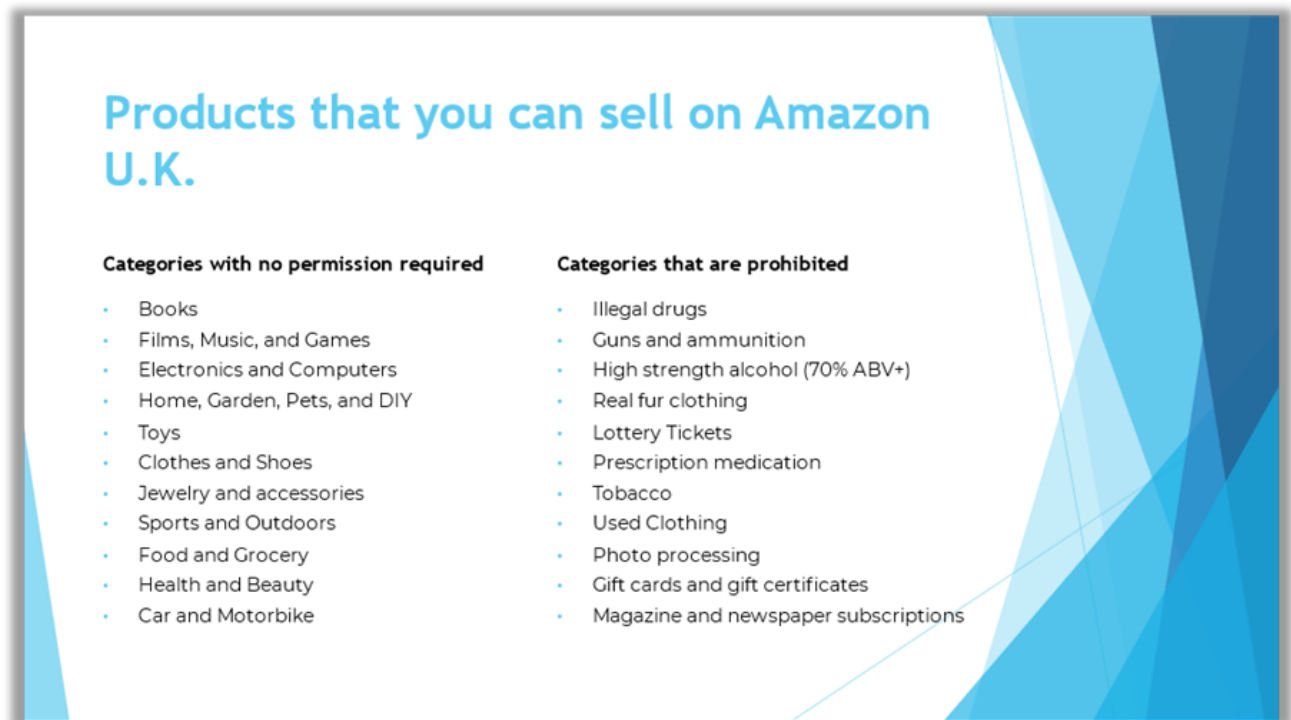 Products that you can sell on Amazon
U.K.
Categories with no permission required
• Books
• Films, Music, and Games
• Electronics and Computers
• Home, Garden, Pets, and DIY
• Toys
• Clothes and Shoes
• Jewelry and accessories
• Sports and Outdoors
• Food and Grocery
• Health and Beauty
• Car and Motorbike
Categories that are prohibited
• Illegal drugs
• Guns and ammunition
• High strength alcohol (70% ABV+)
• Real fur clothing
• Lottery Tickets
• Prescription medication
• Tobacco
• Used Clothing
• Photo processing
• Gift cards and gift certificates
• Magazine and newspaper subscriptions